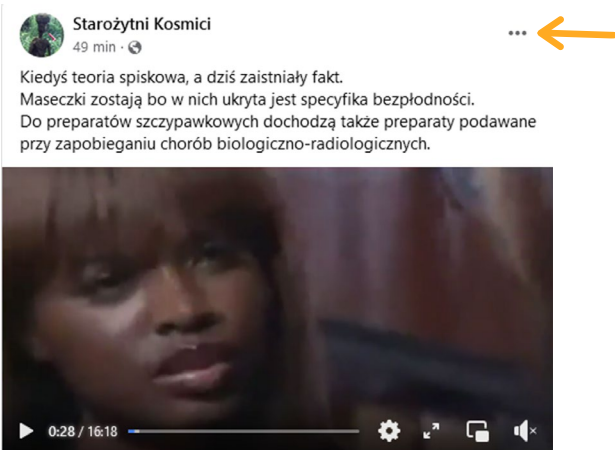 Starożytni Kosmici
49 min ·
Kiedyś teoria spiskowa, a dziś zaistniały fakt.
Maseczki zostają bo w nich ukryta jest specyfika bezpłodności.
Do preparatów szczypawkowych dochodzą także preparaty podawane
przy zapobieganiu chorób biologiczno-radiologicznych.
0:28 / 16:18